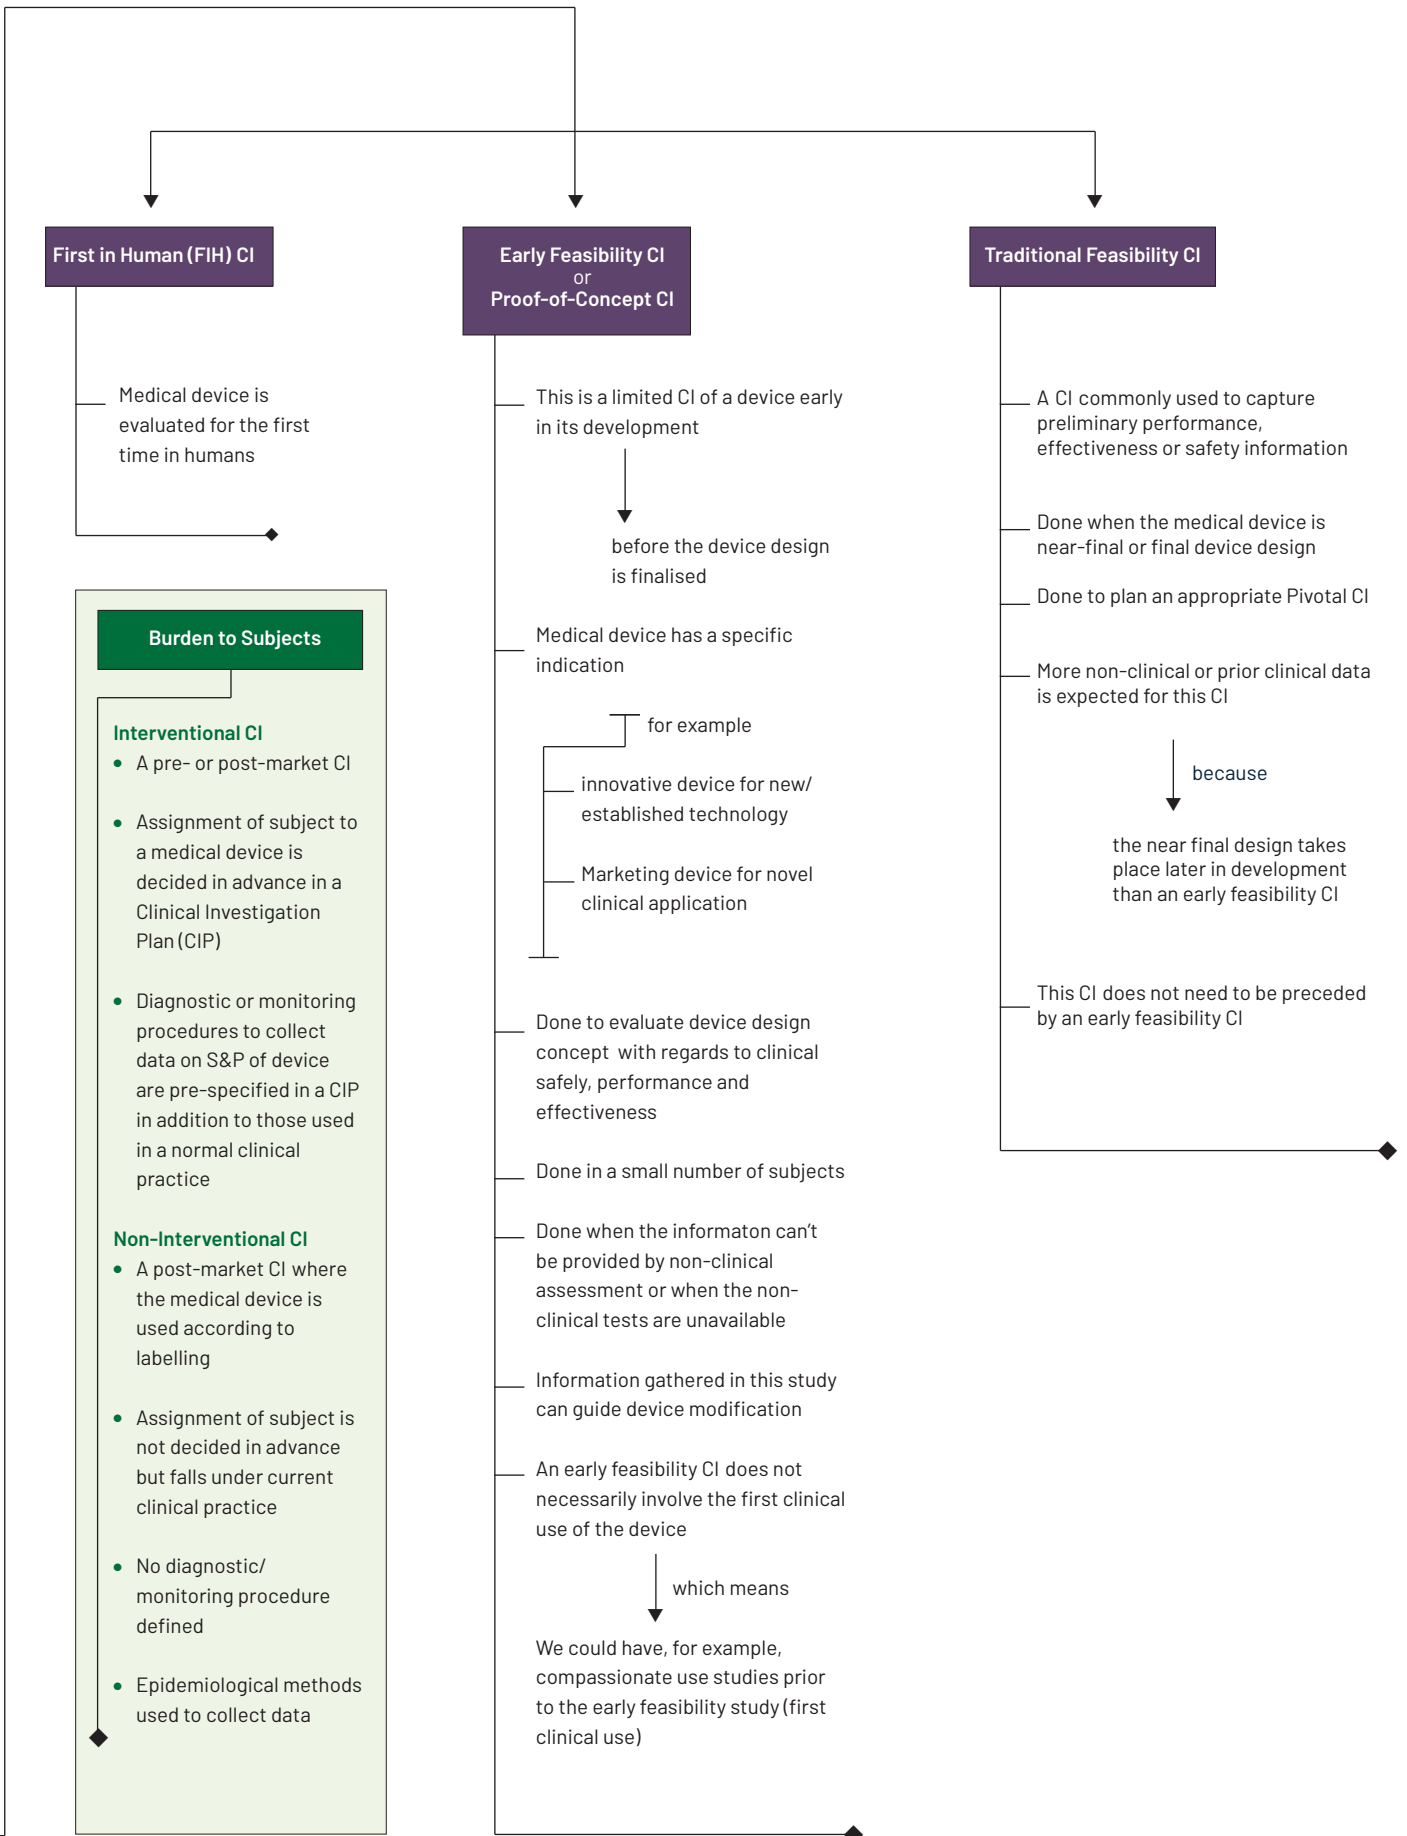 First in Human (FIH) CI
Medical device is
evaluated for the first
time in humans
Burden to Subjects
Interventional CI
• A pre- or post-market CI
• Assignment of subject to
a medical device is
decided in advance in a
Clinical Investigation
Plan (CIP)
• Diagnostic or monitoring
procedures to collect
data on S&P of device
are pre-specified in a CIP
in addition to those used
in a normal clinical
practice
Non-Interventional CI
• A post-market CI where
the medical device is
used according to
labelling
• Assignment of subject is
not decided in advance
but falls under current
clinical practice
• No diagnostic/
monitoring procedure
defined
• Epidemiological methods
used to collect data
Early Feasibility CI
or
Proof-of-Concept CI
This is a limited CI of a device early
in its development
before the device design
is finalised
Medical device has a specific
indication
for example
innovative device for new/
established technology
Marketing device for novel
clinical application
Done to evaluate device design
concept with regards to clinical
safely, performance and
effectiveness
Done in a small number of subjects
Done when the informaton can't
be provided by non-clinical
assessment or when the non-
clinical tests are unavailable
Information gathered in this study
can guide device modification
An early feasibility CI does not
necessarily involve the first clinical
use of the device
which means
We could have, for example,
compassionate use studies prior
to the early feasibility study (first
clinical use)
Traditional Feasibility CI
A CI commonly used to capture
preliminary performance,
effectiveness or safety information
Done when the medical device is
near-final or final device design
Done to plan an appropriate Pivotal CI
More non-clinical or prior clinical data
is expected for this CI
because
the near final design takes
place later in development
than an early feasibility CI
This CI does not need to be preceded
by an early feasibility CI